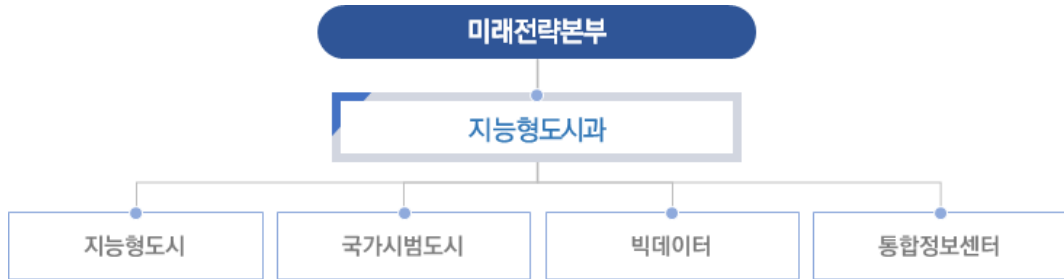 미래전략본부
지능형도시과
지능형도시
국가시범도시
빅데이터
통합정보센터